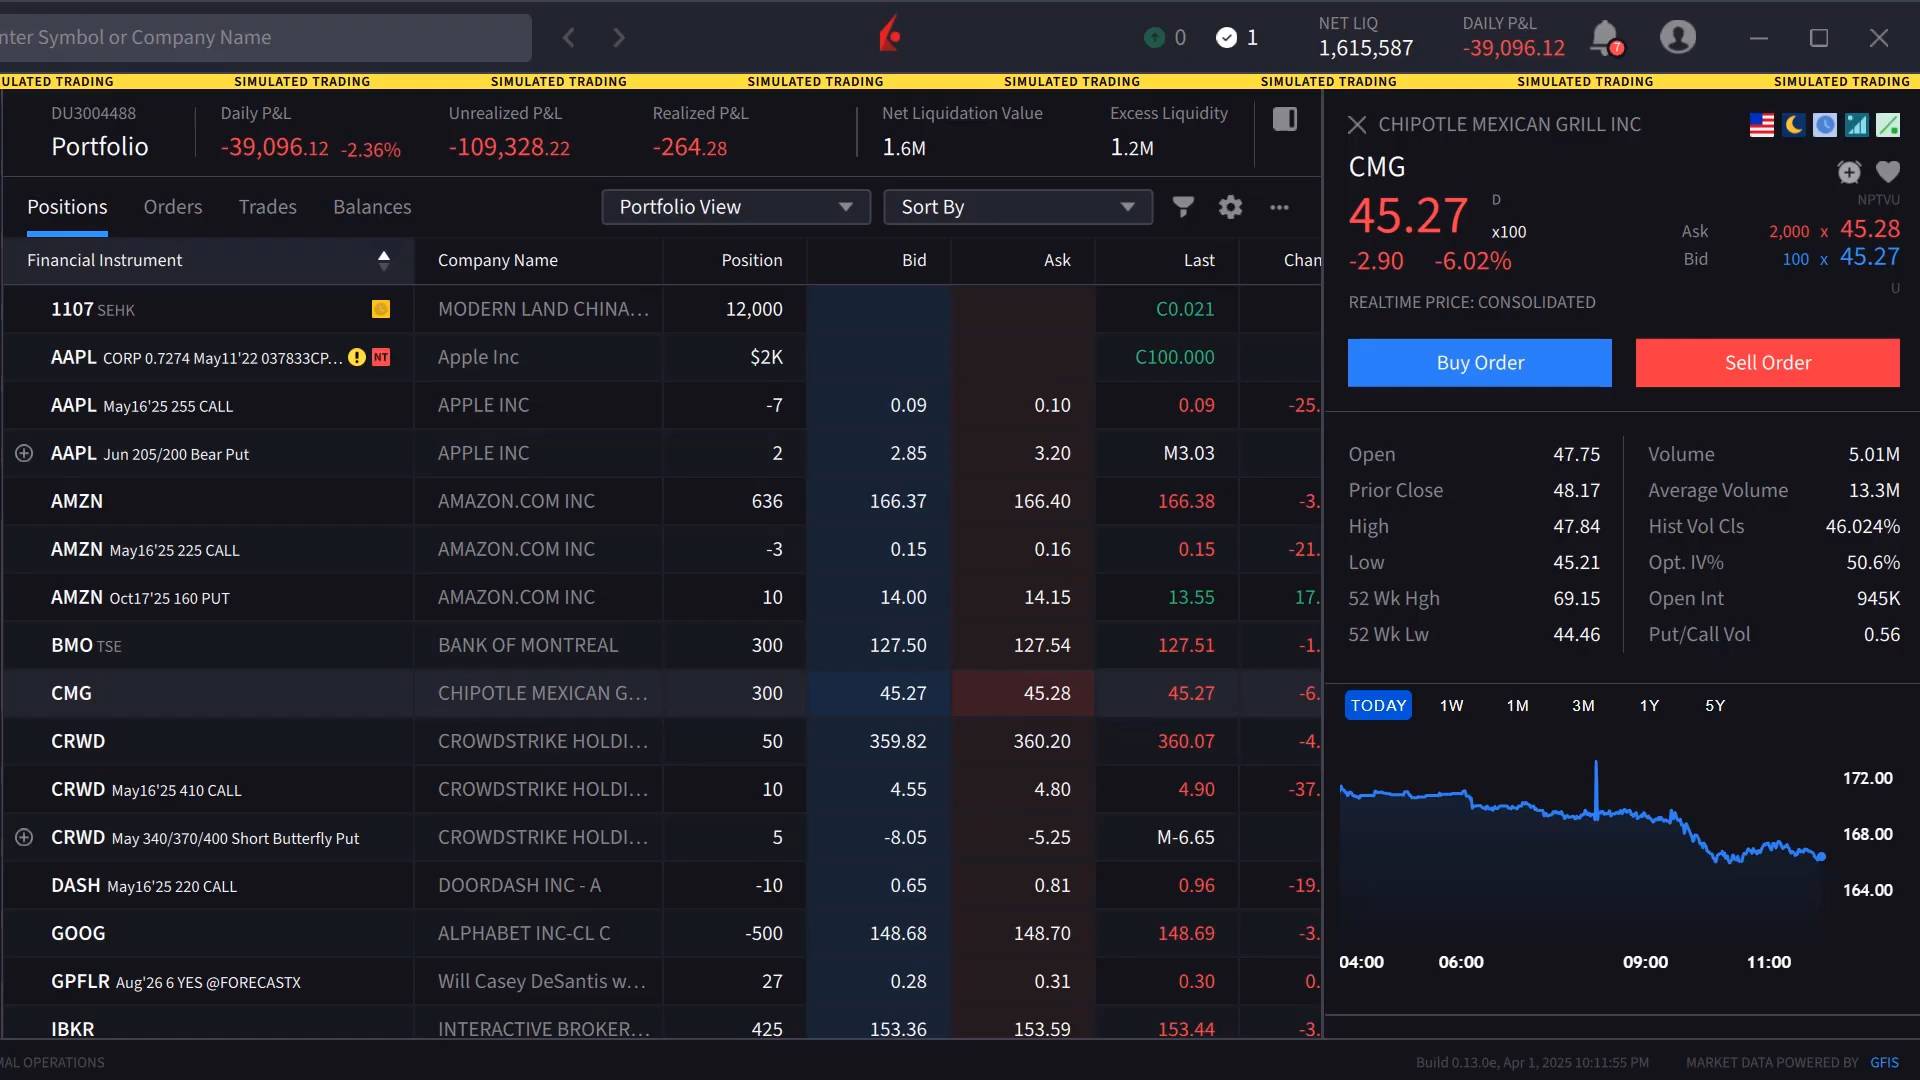 nter Symbol or Company Name
0
1
NET LIQ
1,615,587
DAILY P&L
-39,096.12
7
ULATED TRADING SIMULATED TRADING SIMULATED TRADING SIMULATED TRADING SIMULATED TRADING SIMULATED TRADING SIMULATED TRADING SIMULATED TRADING
DU3004488
Portfolio
Daily P&L
-39,096.12 -2.36%
Unrealized P&L
-109,328.22
Realized P&L
-264.28
Net Liquidation Value
1.6M
Excess Liquidity
1.2M
Positions Orders Trades Balances Portfolio View Sort By
Financial Instrument Company Name Position Bid Ask Last Chan
1107 SEHK MODERN LAND CHINA... 12,000 C0.021
AAPL CORP 0.7274 May11'22 037833CP... ! NT Apple Inc $2K C100.000
AAPL May16'25 255 CALL APPLE INC -7 0.09 0.10 0.09 -25.
AAPL Jun 205/200 Bear Put APPLE INC 2 2.85 3.20 M3.03
AMZN AMAZON.COM INC 636 166.37 166.40 166.38 -3.
AMZN May16'25 225 CALL AMAZON.COM INC -3 0.15 0.16 0.15 -21.
AMZN Oct17'25 160 PUT AMAZON.COM INC 10 14.00 14.15 13.55 17.
BMO TSE BANK OF MONTREAL 300 127.50 127.54 127.51 -1.
CMG CHIPOTLE MEXICAN G... 300 45.27 45.28 45.27 -6.
CRWD CROWDSTRIKE HOLDI... 50 359.82 360.20 360.07 -4.
CRWD May16'25 410 CALL CROWDSTRIKE HOLDI... 10 4.55 4.80 4.90 -37.
CRWD May 340/370/400 Short Butterfly Put CROWDSTRIKE HOLDI... 5 -8.05 -5.25 M-6.65
DASH May16'25 220 CALL DOORDASH INC - A -10 0.65 0.81 0.96 -19.
GOOG ALPHABET INC-CL C -500 148.68 148.70 148.69 -3.
GPFLR Aug'26 6 YES @FORECASTX Will Casey DeSantis w... 27 0.28 0.31 0.30 0.
IBKR INTERACTIVE BROKER... 425 153.36 153.59 153.44 -3.
CHIPOTLE MEXICAN GRILL INC
CMG
45.27 D x100
NPTVU
Ask 2,000 x 45.28
-2.90 -6.02%
Bid 100 x 45.27
U
REALTIME PRICE: CONSOLIDATED
Buy Order Sell Order
Open 47.75 Volume 5.01M
Prior Close 48.17 Average Volume 13.3M
High 47.84 Hist Vol Cls 46.024%
Low 45.21 Opt. IV% 50.6%
52 Wk Hgh 69.15 Open Int 945K
52 Wk Lw 44.46 Put/Call Vol 0.56
TODAY 1W 1M 3M 1Y 5Y
172.00
168.00
164.00
04:00 06:00 09:00 11:00
MAL OPERATIONS
Build 0.13.0e, Apr 1, 2025 10:11:55 PM MARKET DATA POWERED BY GFIS